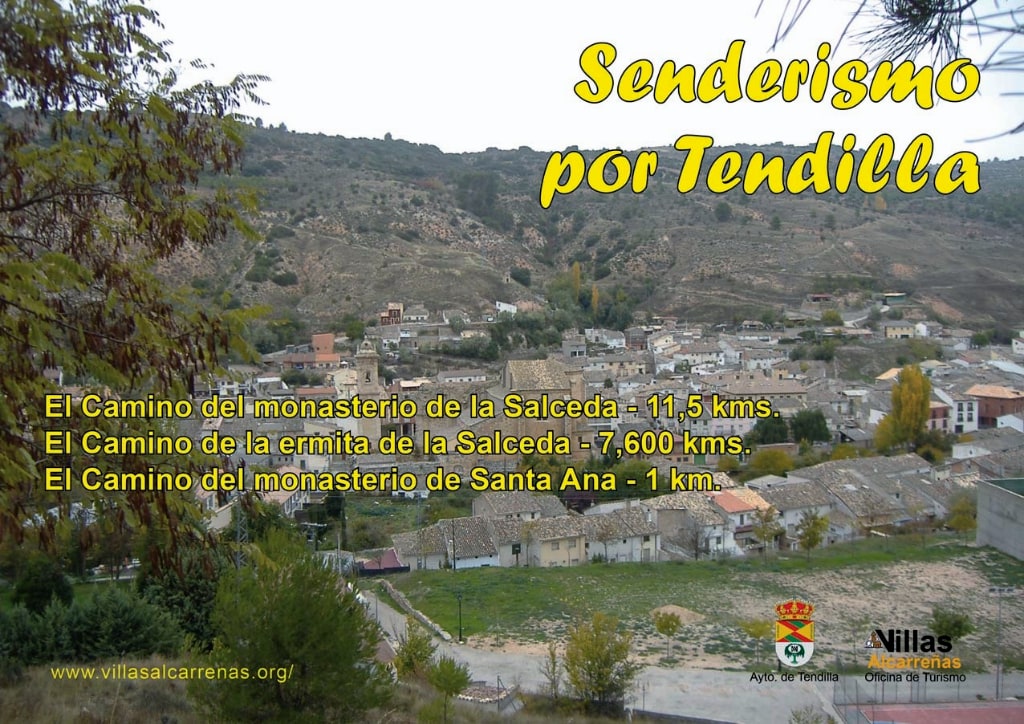 Senderismo
por Tendilla
El Camino del monasterio de la Salceda - 11,5 kms.
El Camino de la ermita de la Salceda - 7,600 kms.
El Camino del monasterio de Santa Ana - 1 km.
www.villasalcarrenas.org/
Ayto. de Tendilla
Villas
Alcarreñas
Oficina de Turismo